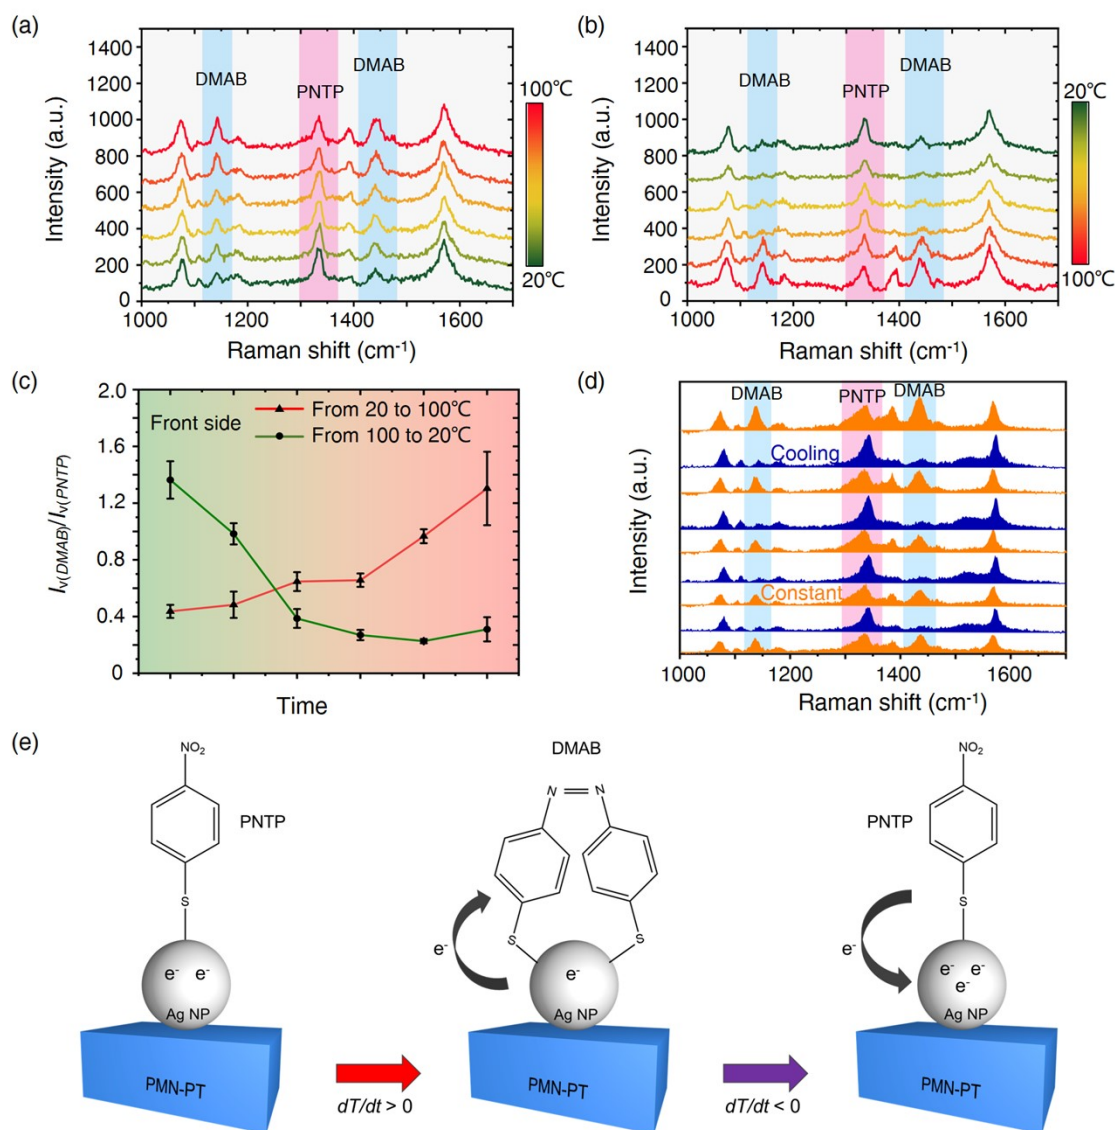 (a)
1400
1200
1000
800
600
400
200
0
Intensity (a.u.)
DMAB
PNTP
DMAB
100℃
20℃
1000 1200 1400 1600
Raman shift (cm⁻¹)
(b)
1400
1200
1000
800
600
400
200
0
Intensity (a.u.)
DMAB
PNTP
DMAB
20℃
100℃
1000 1200 1400 1600
Raman shift (cm⁻¹)
(c)
2.0
1.6
1.2
0.8
0.4
0
Iv(DMAB)/Iv(PNTP)
Front side
From 20 to 100℃
From 100 to 20℃
Time
(d)
Intensity (a.u.)
DMAB PNTP DMAB
Cooling
Constant
1000 1200 1400 1600
Raman shift (cm⁻¹)
(e)
NO₂
PNTP
S
e⁻ e⁻
Ag NP
PMN-PT
dT/dt > 0
DMAB
N N
S S
e⁻
e⁻
Ag NP
PMN-PT
dT/dt < 0
NO₂
PNTP
S
e⁻
e⁻ e⁻
e⁻
Ag NP
PMN-PT